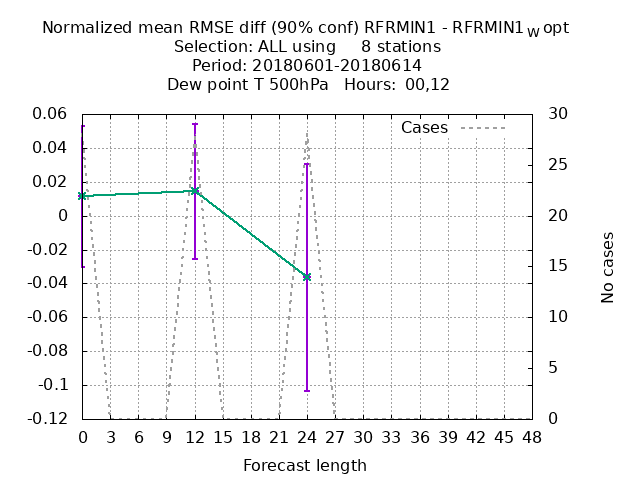 Normalized mean RMSE diff (90% conf) RFRMIN1 - RFRMIN1WOPT
Selection: ALL using 8 stations
Period: 20180601-20180614
Dew point T 500hPa Hours: 00,12
Cases
0.06
0.04
0.02
0
-0.02
-0.04
-0.06
-0.08
-0.1
-0.12
30
25
20
15
10
5
0
No cases
0 3 6 9 12 15 18 21 24 27 30 33 36 39 42 45 48
Forecast length